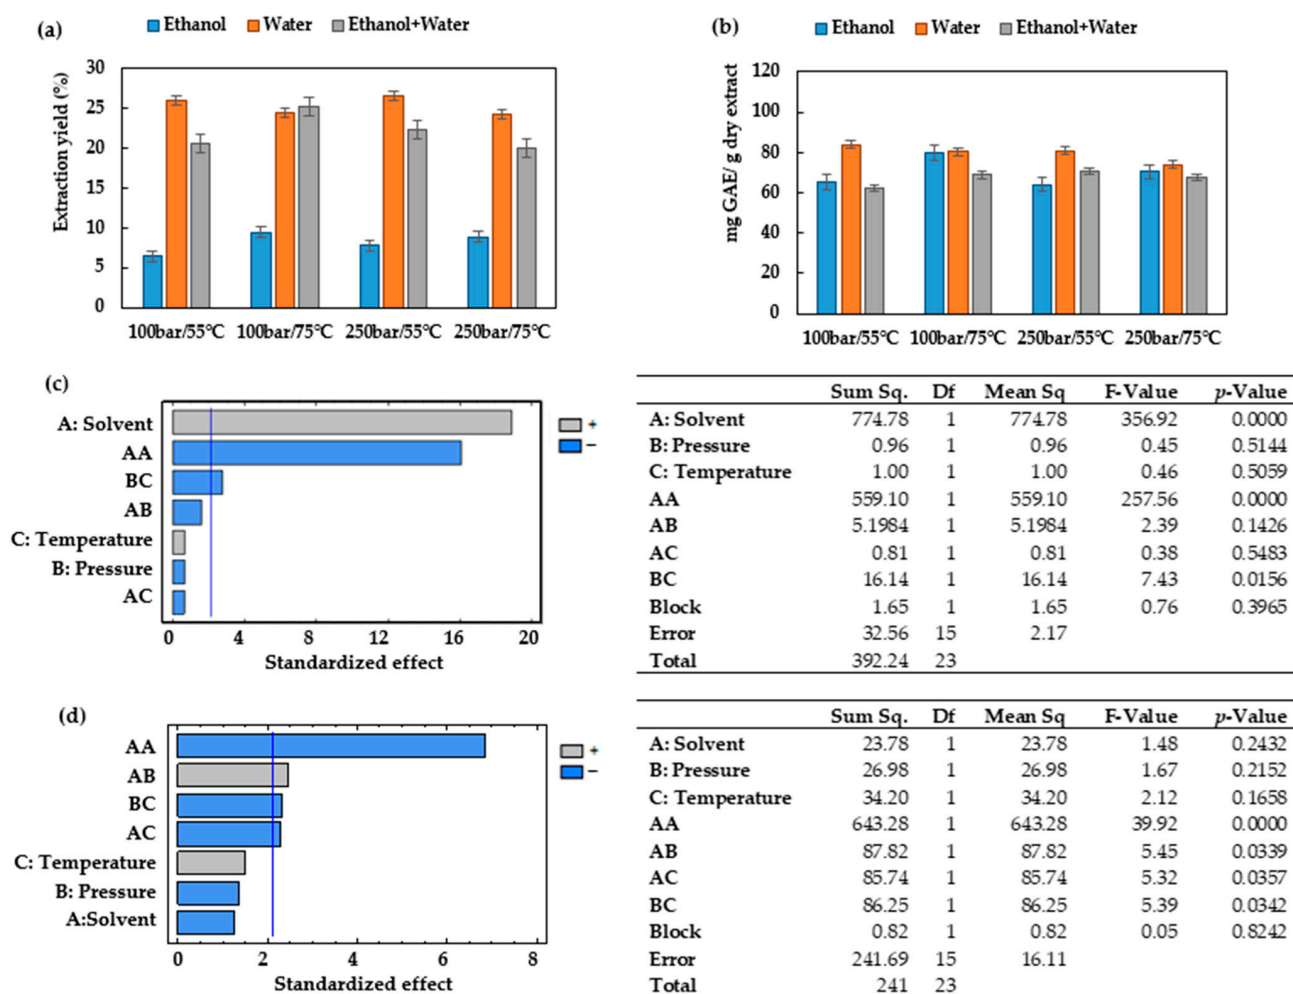 (a)
Ethanol Water Ethanol+Water
Extraction yield (%)
30
25
20
15
10
5
0
100bar/55°C 100bar/75°C 250bar/55°C 250bar/75°C
(b)
Ethanol Water Ethanol+Water
mg GAE/ g dry extract
120
100
80
60
40
20
0
100bar/55°C 100bar/75°C 250bar/55°C 250bar/75°C
(c)
A: Solvent
AA
BC
AB
C: Temperature
B: Pressure
AC
+
−
0 4 8 12 16 20
Standardized effect
Sum Sq. Df Mean Sq F-Value p-Value
A: Solvent 774.78 1 774.78 356.92 0.0000
B: Pressure 0.96 1 0.96 0.45 0.5144
C: Temperature 1.00 1 1.00 0.46 0.5059
AA 559.10 1 559.10 257.56 0.0000
AB 5.1984 1 5.1984 2.39 0.1426
AC 0.81 1 0.81 0.38 0.5483
BC 16.14 1 16.14 7.43 0.0156
Block 1.65 1 1.65 0.76 0.3965
Error 32.56 15 2.17
Total 392.24 23
(d)
AA
AB
BC
AC
C: Temperature
B: Pressure
A:Solvent
+
−
0 2 4 6 8
Standardized effect
Sum Sq. Df Mean Sq F-Value p-Value
A: Solvent 23.78 1 23.78 1.48 0.2432
B: Pressure 26.98 1 26.98 1.67 0.2152
C: Temperature 34.20 1 34.20 2.12 0.1658
AA 643.28 1 643.28 39.92 0.0000
AB 87.82 1 87.82 5.45 0.0339
AC 85.74 1 85.74 5.32 0.0357
BC 86.25 1 86.25 5.39 0.0342
Block 0.82 1 0.82 0.05 0.8242
Error 241.69 15 16.11
Total 241 23